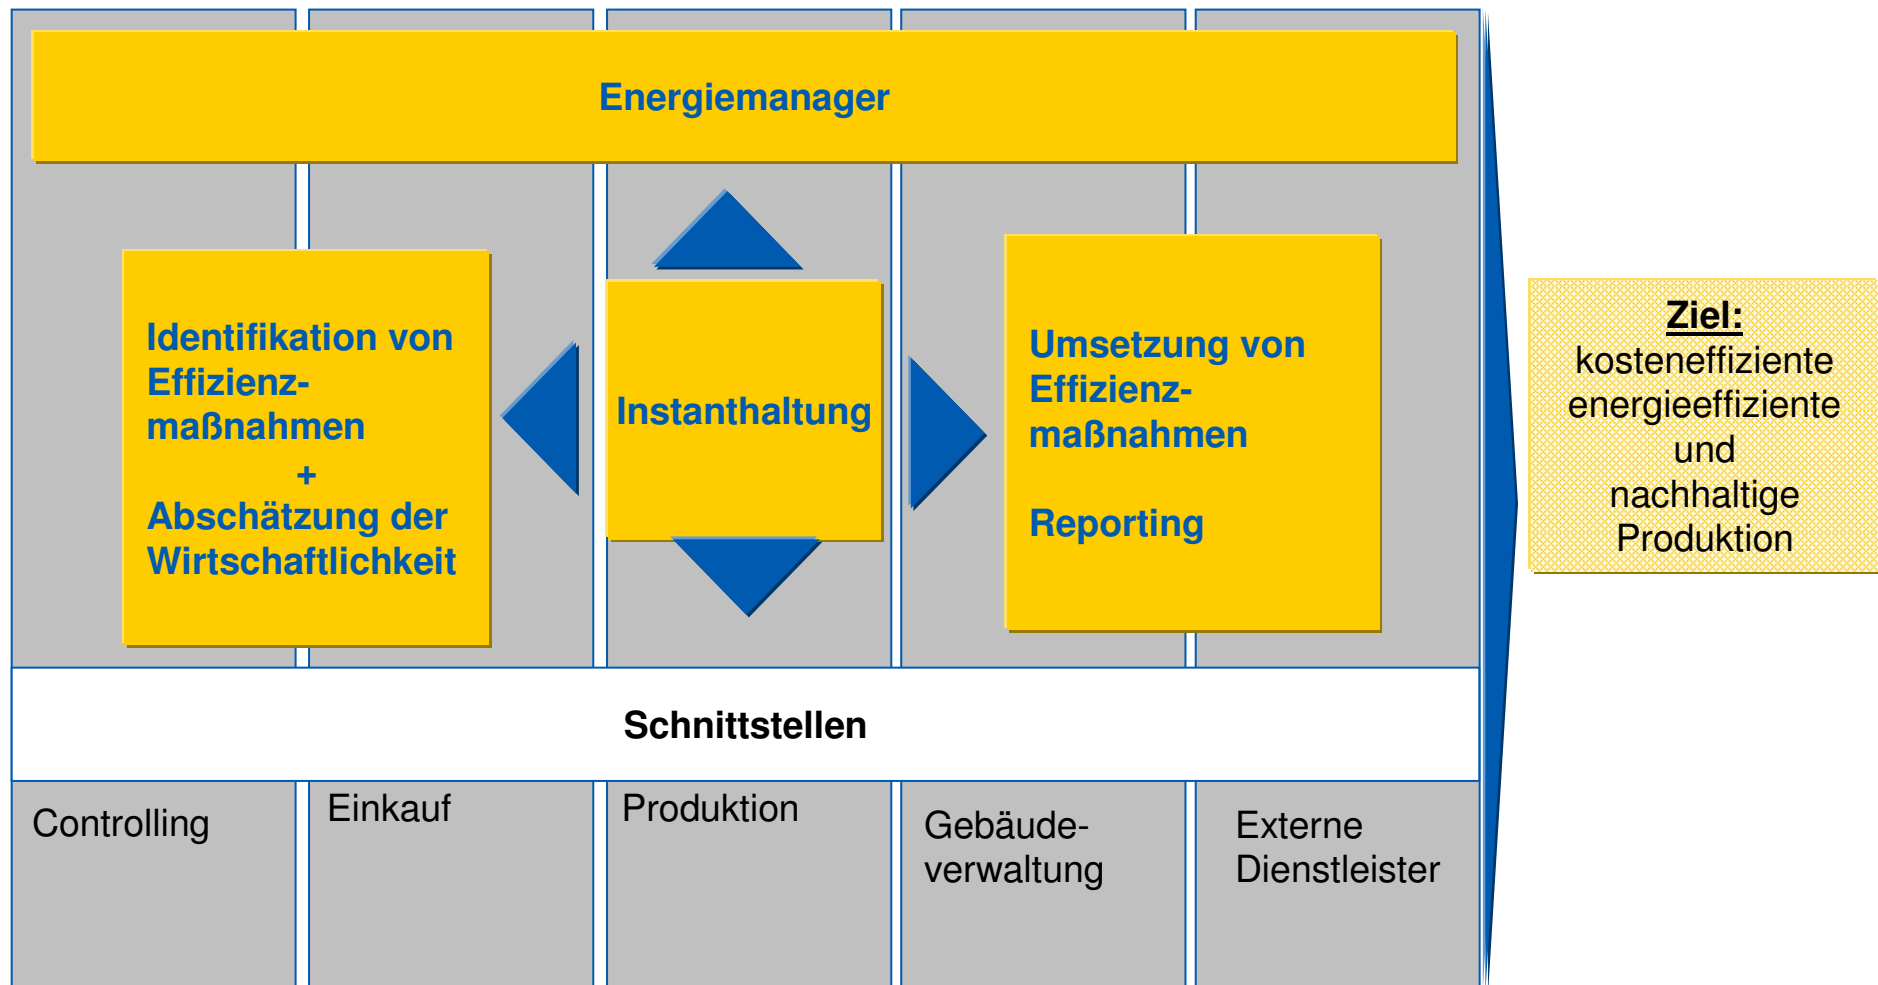 Energiemanager
Identifikation von
Effizienz-
maßnahmen
+
Abschätzung der
Wirtschaftlichkeit
Instanthaltung
Umsetzung von
Effizienz-
maßnahmen
Reporting
Ziel:
kosteneffiziente
energieeffiziente
und
nachhaltige
Produktion
Schnittstellen
Controlling
Einkauf
Produktion
Gebäude-
verwaltung
Externe
Dienstleister